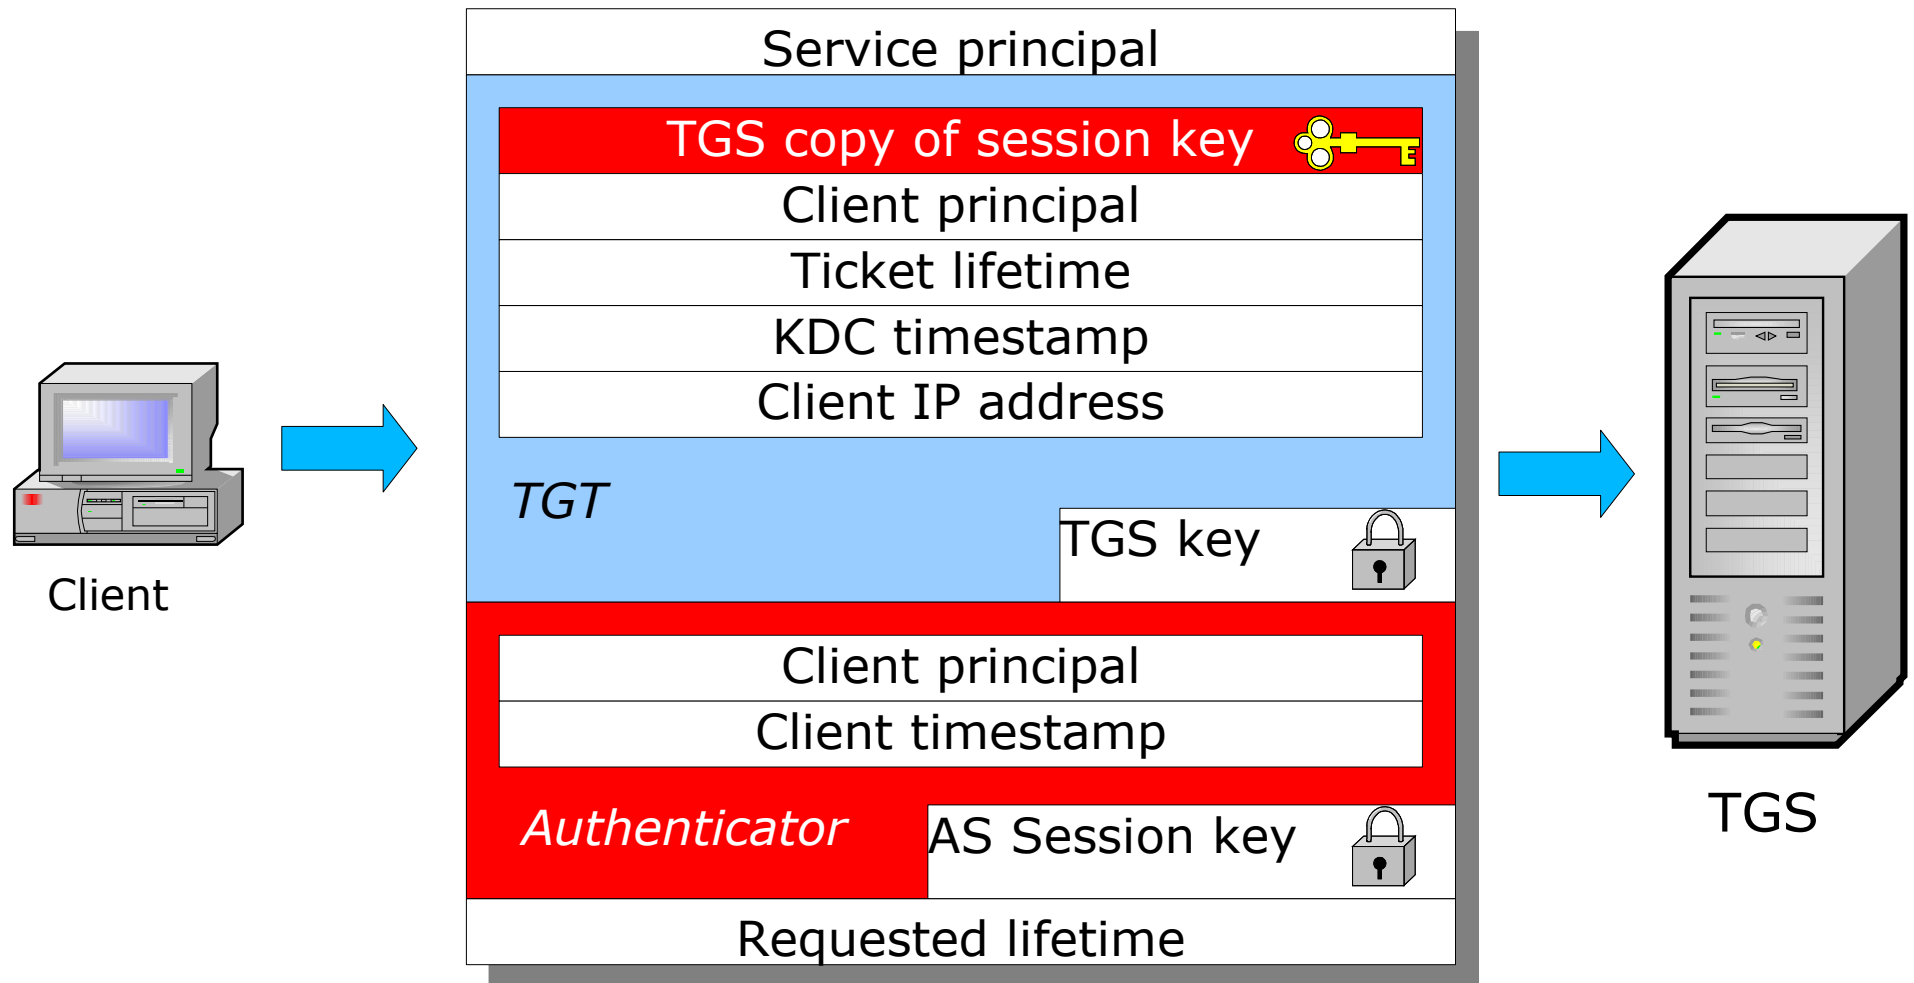 Service principal
TGS copy of session key
Client principal
Ticket lifetime
KDC timestamp
Client IP address
TGT
TGS key
Client
Client principal
Client timestamp
Authenticator
AS Session key
TGS
Requested lifetime